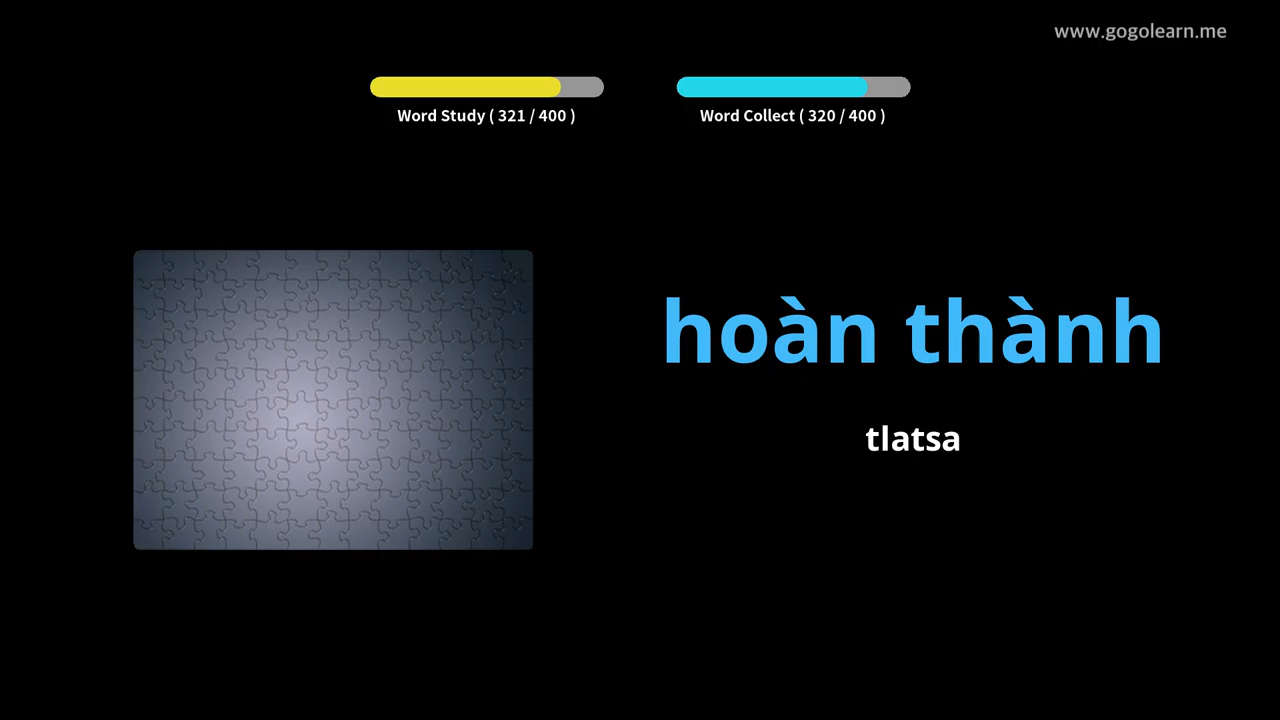 www.gogolearn.me
Word Study ( 321 / 400 )
Word Collect ( 320 / 400 )
hoàn thành
tlatsa